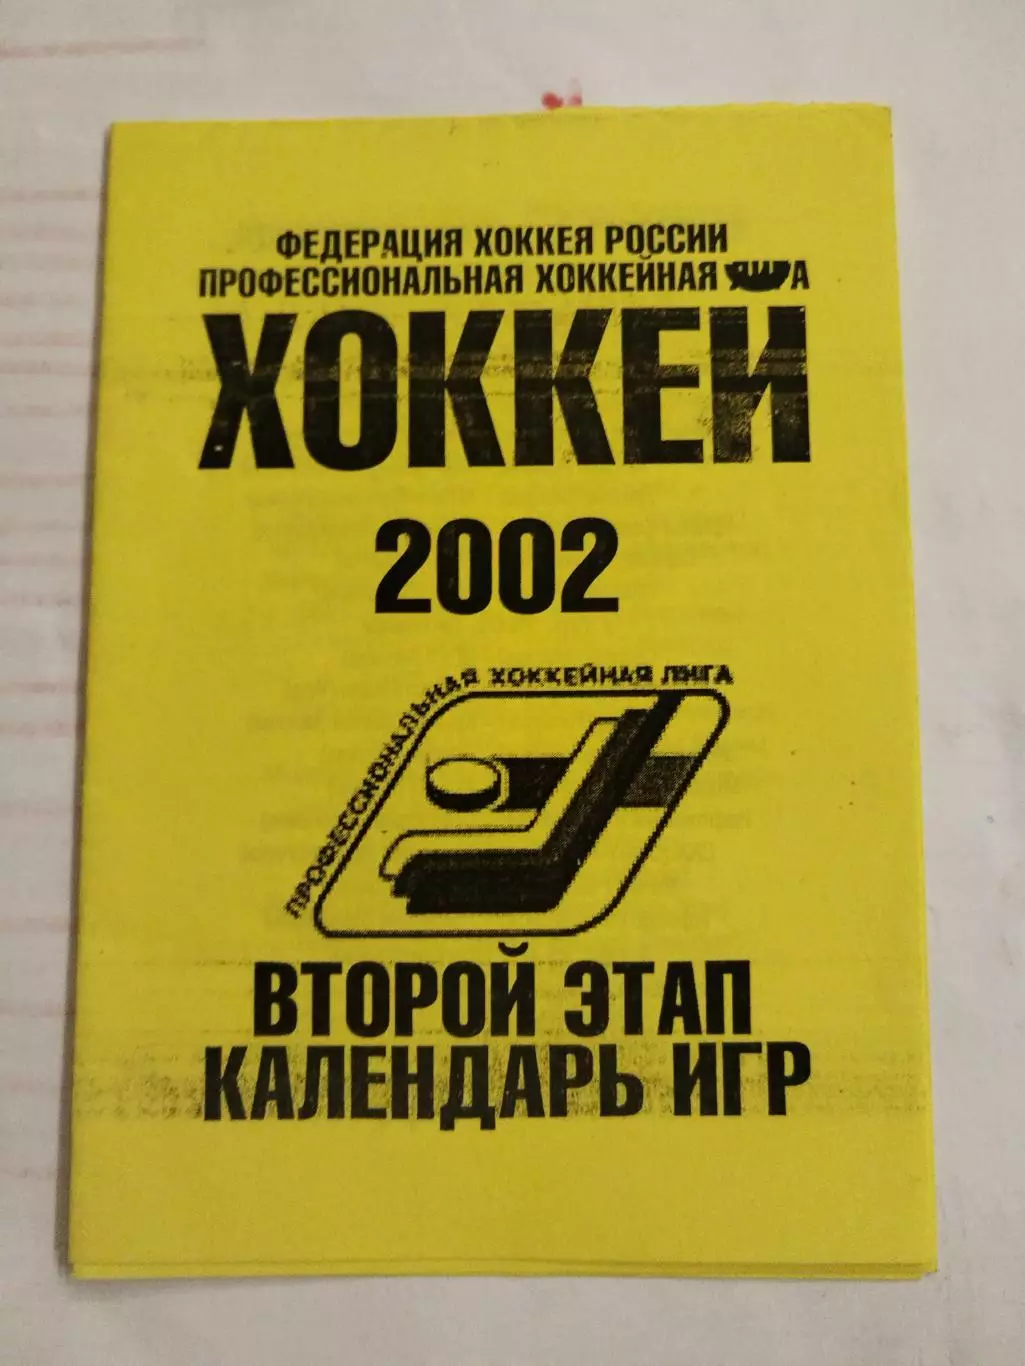 ФЕДЕРАЦИЯ ХОККЕЯ РОССИИ
ПРОФЕССИОНАЛЬНАЯ ХОККЕЙНАЯ
ХОККЕЙ
2002
ПРОФЕССИОНАЛЬНАЯ ХОККЕЙНАЯ ЛИГА
ВТОРОЙ ЭТАП
КАЛЕНДАРЬ ИГР